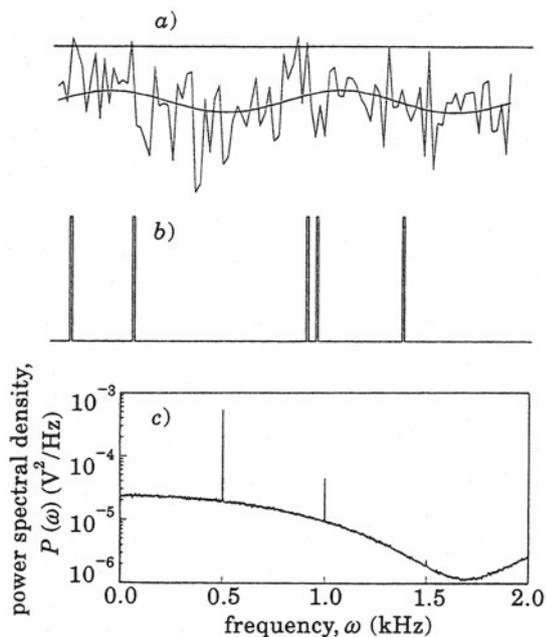 a)
b)
c)
power spectral density,
P (ω) (V²/Hz)
10⁻³
10⁻⁴
10⁻⁵
10⁻⁶
0.0 0.5 1.0 1.5 2.0
frequency, ω (kHz)